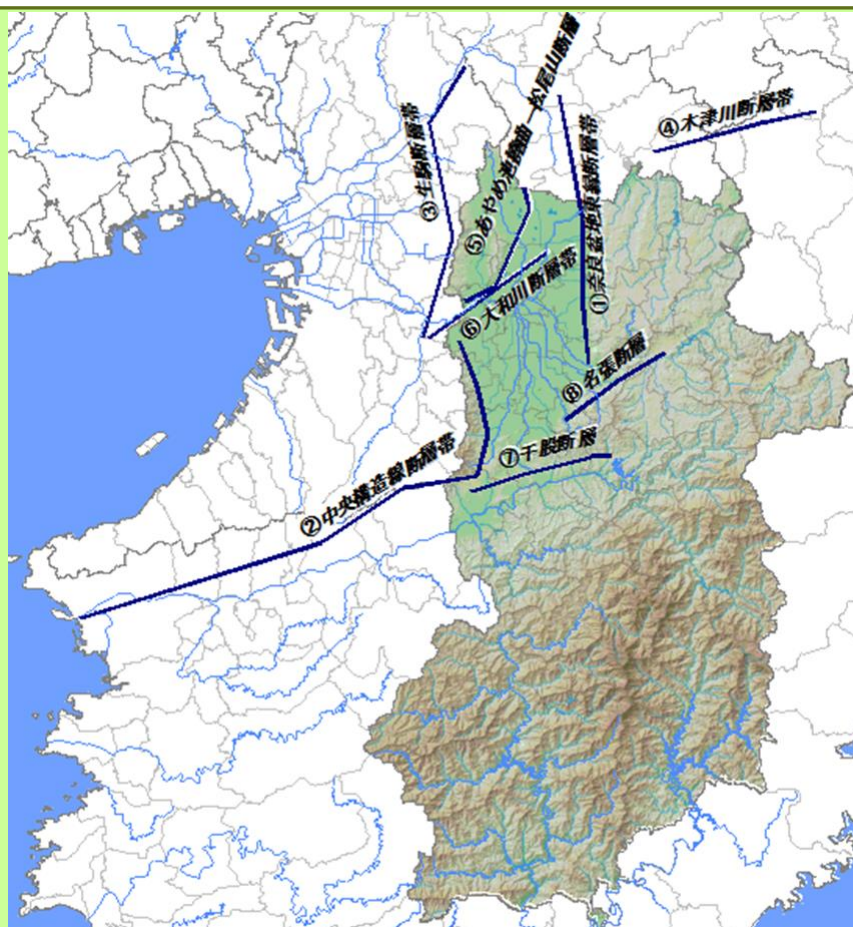 ①奈良盆地東縁断層帯
②中央構造線断層帯
③生駒断層帯
④木津川断層帯
⑤あやめ池撓曲ー松尾山断層
⑥大和川断層帯
⑦千股断層
⑧名張断層